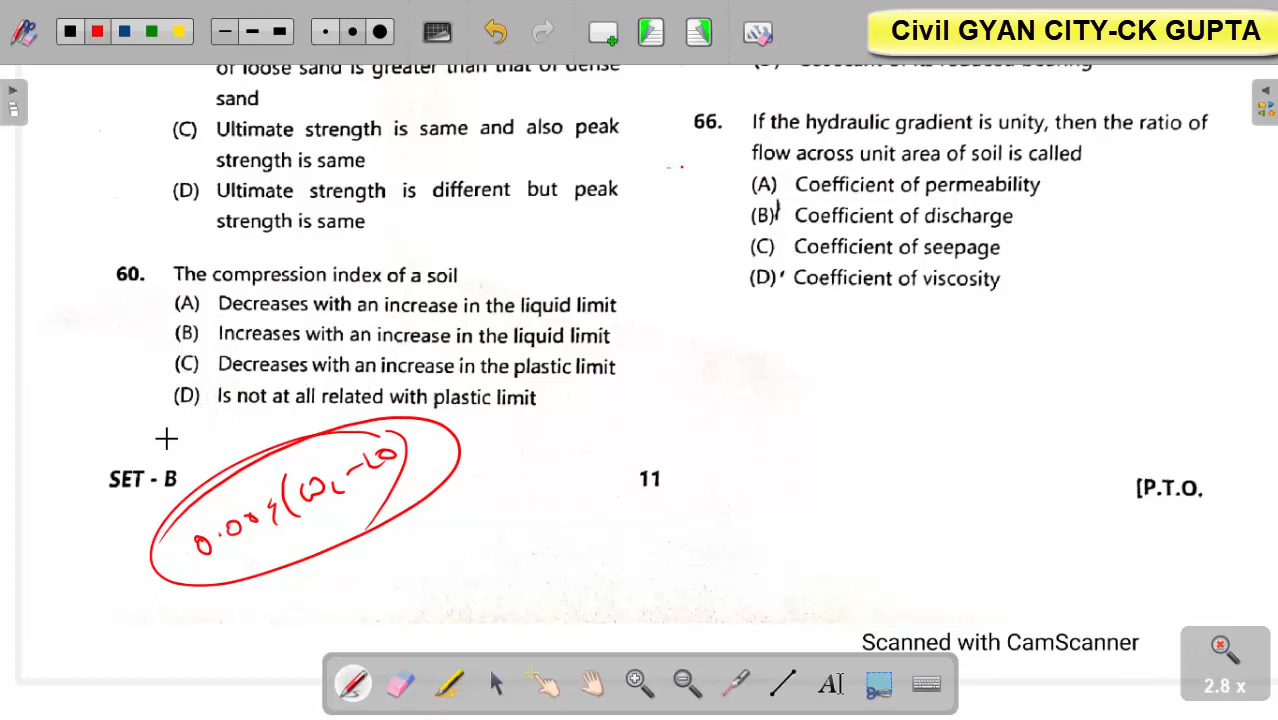 Civil GYAN CITY-CK GUPTA
of loose sand is greater than that of dense
sand
(C) Ultimate strength is same and also peak
strength is same
(D) Ultimate strength is different but peak
strength is same
60. The compression index of a soil
(A) Decreases with an increase in the liquid limit
(B) Increases with an increase in the liquid limit
(C) Decreases with an increase in the plastic limit
(D) Is not at all related with plastic limit
SET - B
11
66. If the hydraulic gradient is unity, then the ratio of
flow across unit area of soil is called
(A) Coefficient of permeability
(B) Coefficient of discharge
(C) Coefficient of seepage
(D) Coefficient of viscosity
[P.T.O.
Scanned with CamScanner
2.8 x